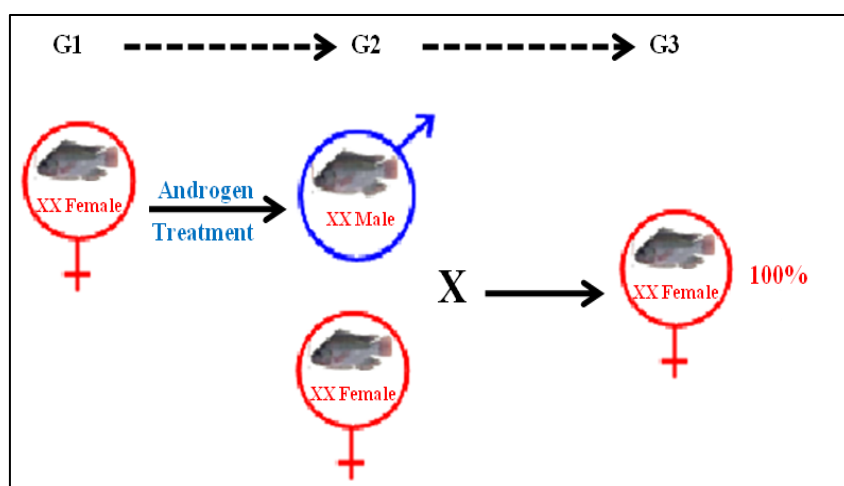 G1 G2 G3
XX Female
Androgen
Treatment
XX Male
X
XX Female
XX Female
100%